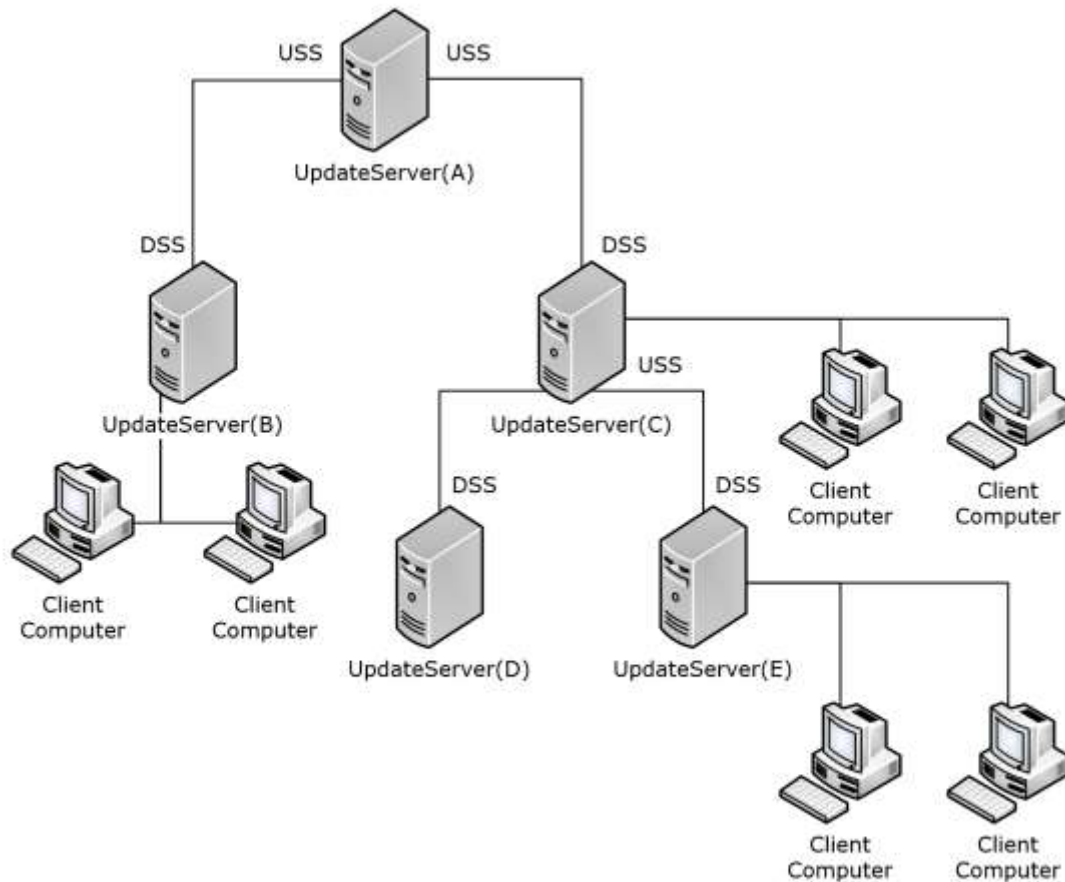 USS
USS
UpdateServer(A)
DSS
DSS
USS
UpdateServer(B)
UpdateServer(C)
Client
Computer
Client
Computer
DSS
DSS
Client
Computer
Client
Computer
UpdateServer(D)
UpdateServer(E)
Client
Computer
Client
Computer